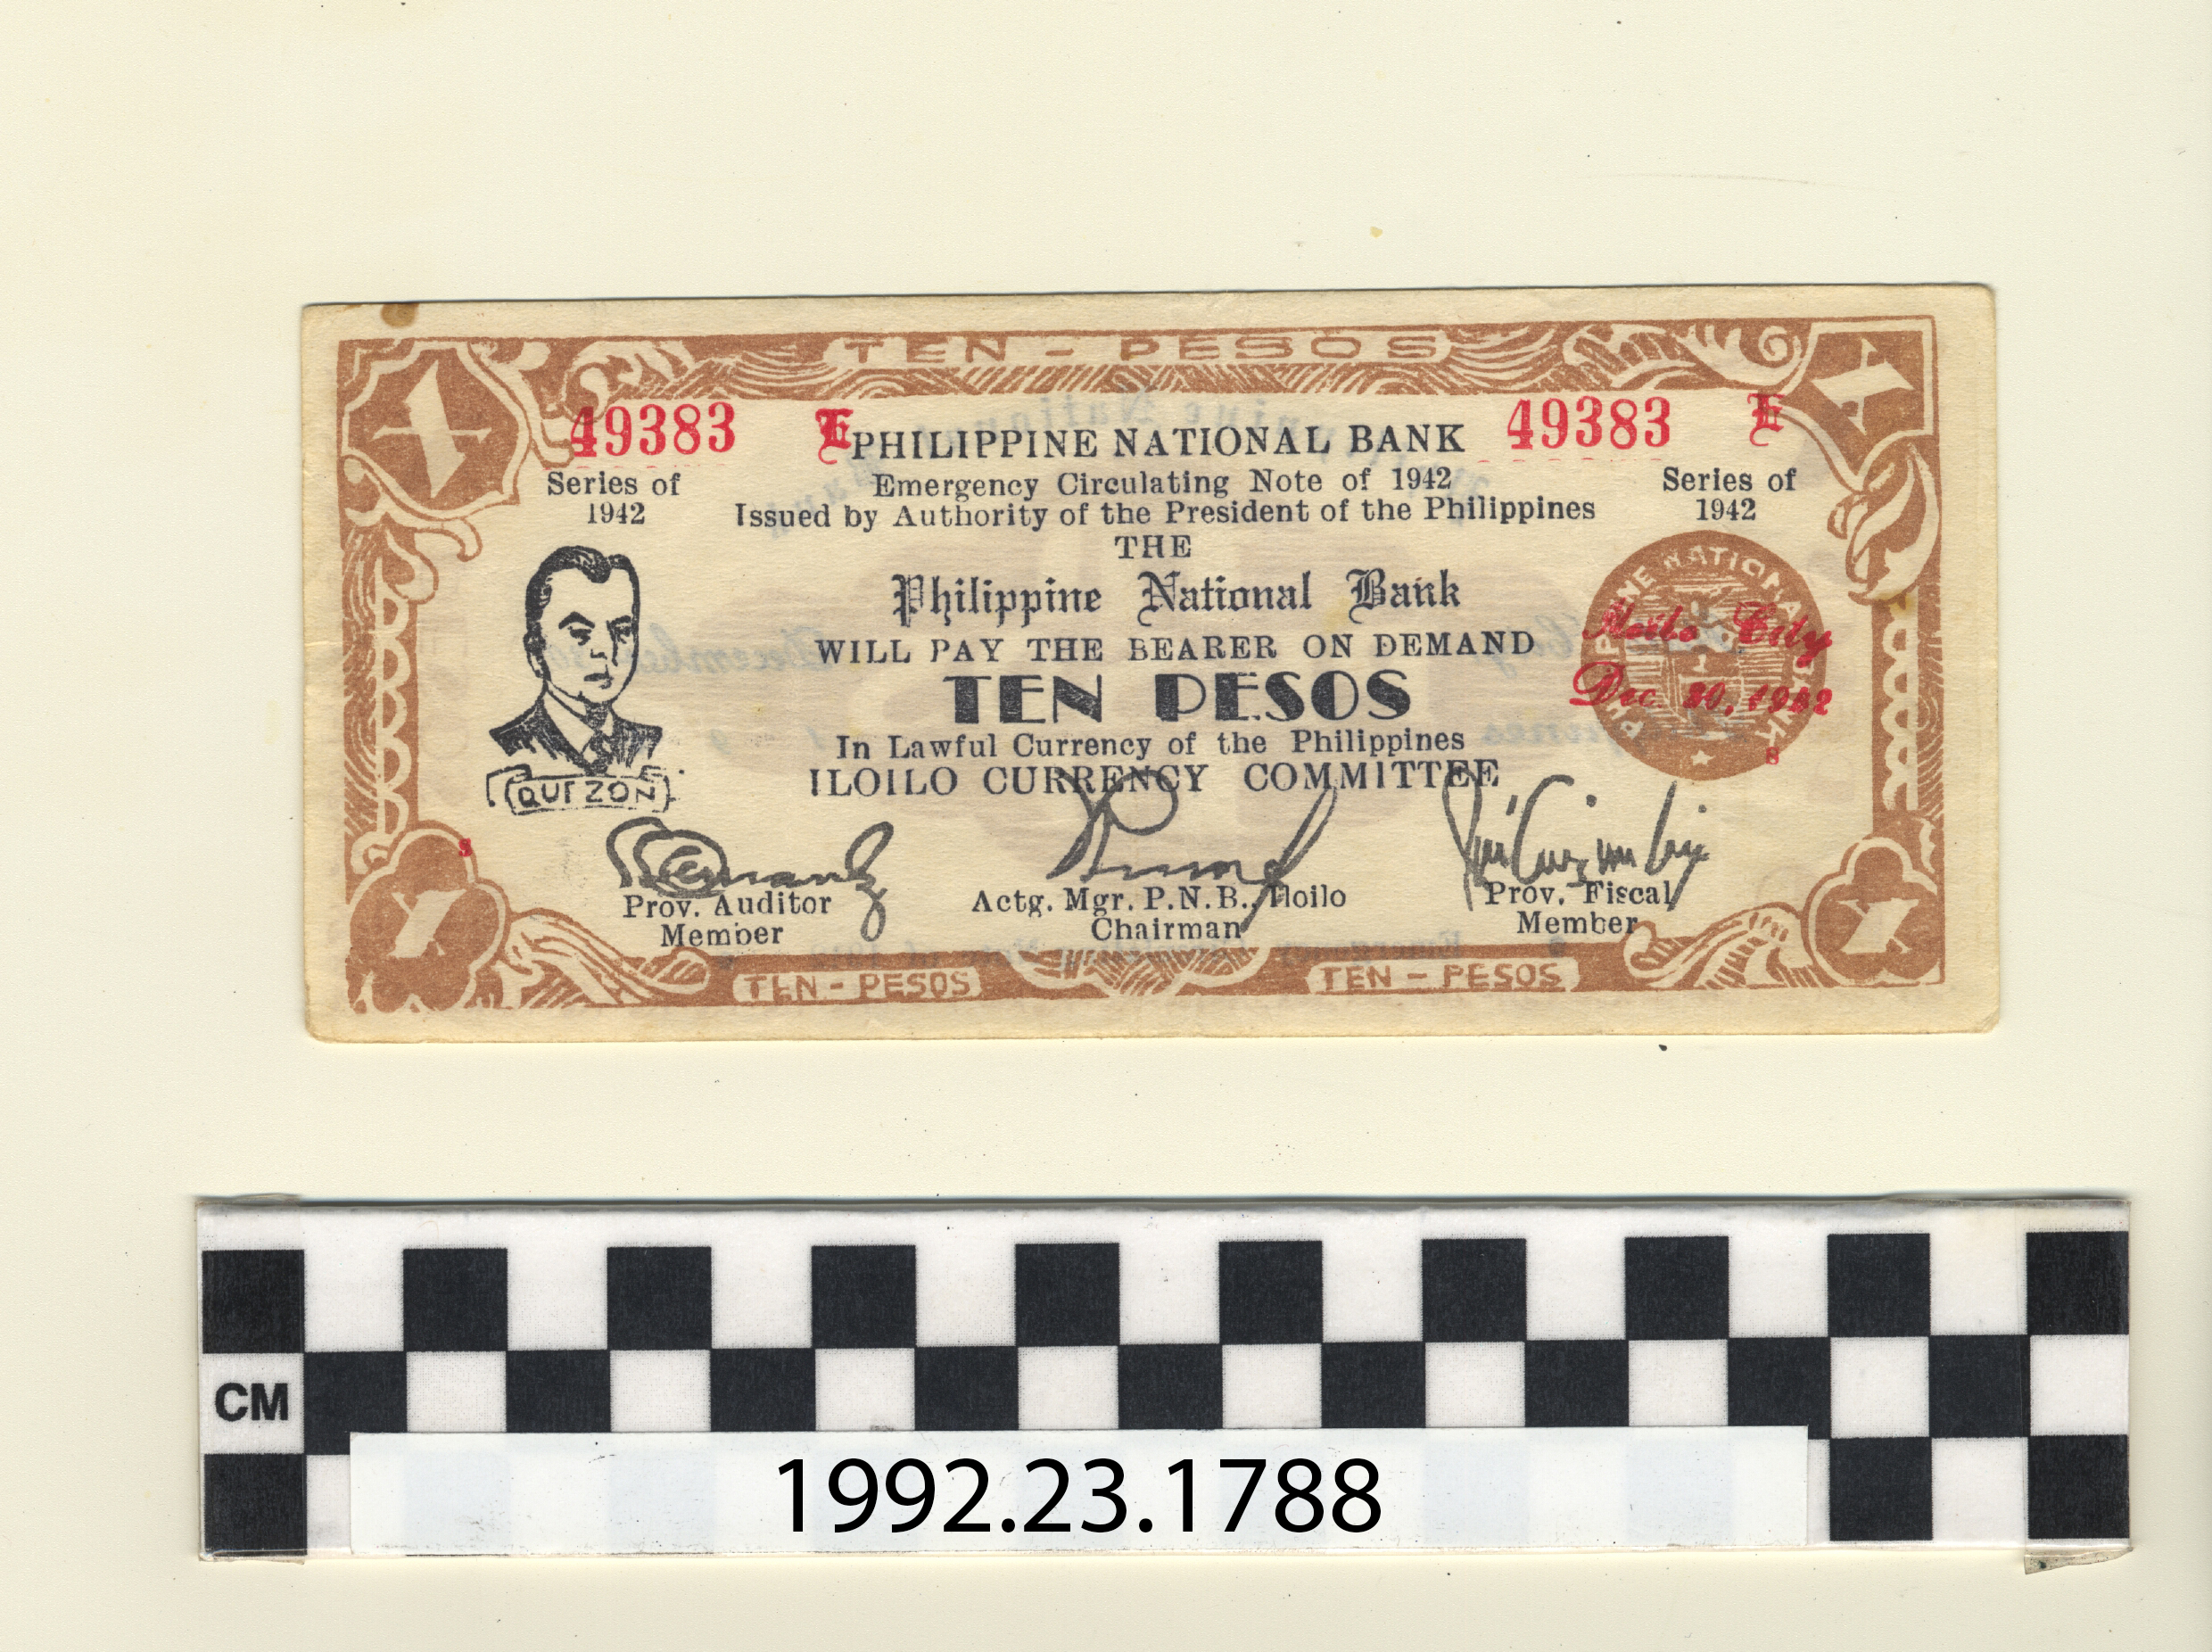 TEN - PESOS
X X
49383 E 49383 E
PHILIPPINE NATIONAL BANK
Series of
1942
Emergency Circulating Note of 1942
Issued by Authority of the President of the Philippines
Series of
1942
THE
Philippine National Bank
WILL PAY THE BEARER ON DEMAND
TEN PESOS
In Lawful Currency of the Philippines
ILOILO CURRENCY COMMITTEE
QUEZON
PHILIPPINE NATIONAL BANK
Iloilo City
Dec 30, 1942
S
S
Prov. Auditor
Member
Actg. Mgr. P.N.B., Iloilo
Chairman
Prov. Fiscal
Member
X X
TEN - PESOS TEN - PESOS
CM
1992.23.1788